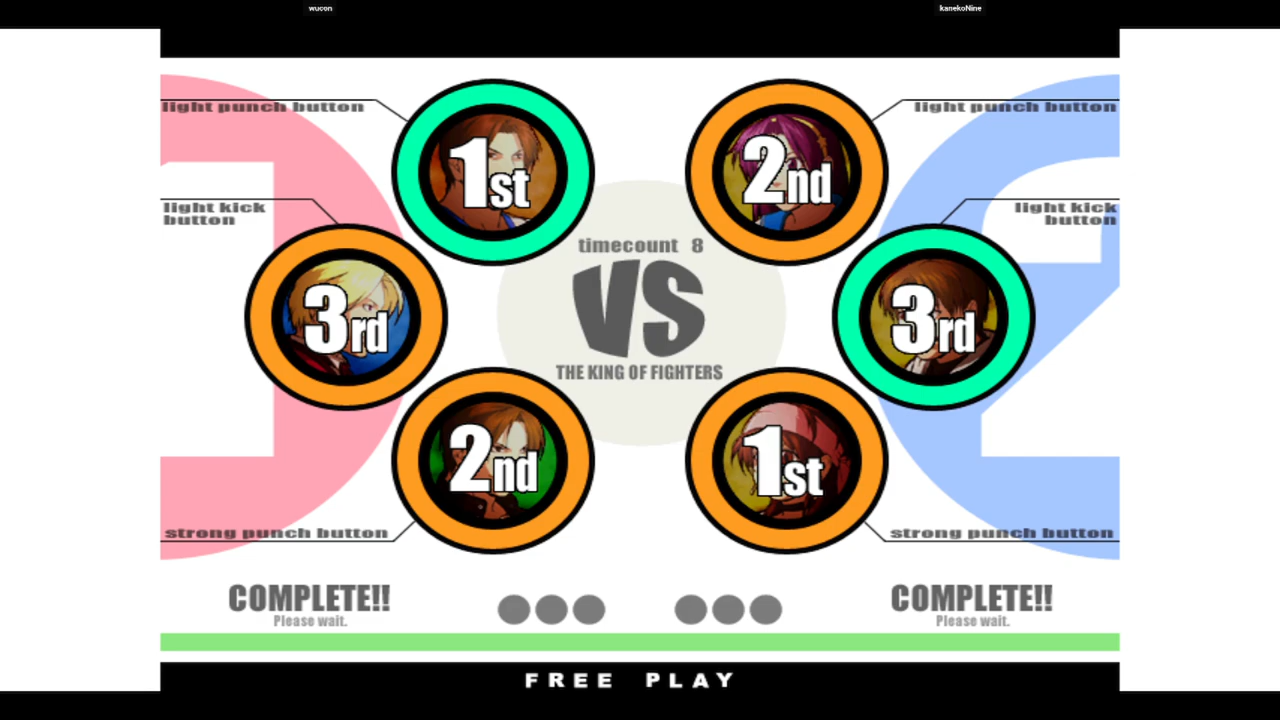 wucon
kanekoNine
light punch button
light punch button
1st
2nd
light kick
button
light kick
button
timecount 8
VS
THE KING OF FIGHTERS
3rd
3rd
2nd
1st
strong punch button
strong punch button
COMPLETE!!
Please wait.
COMPLETE!!
Please wait.
FREE PLAY